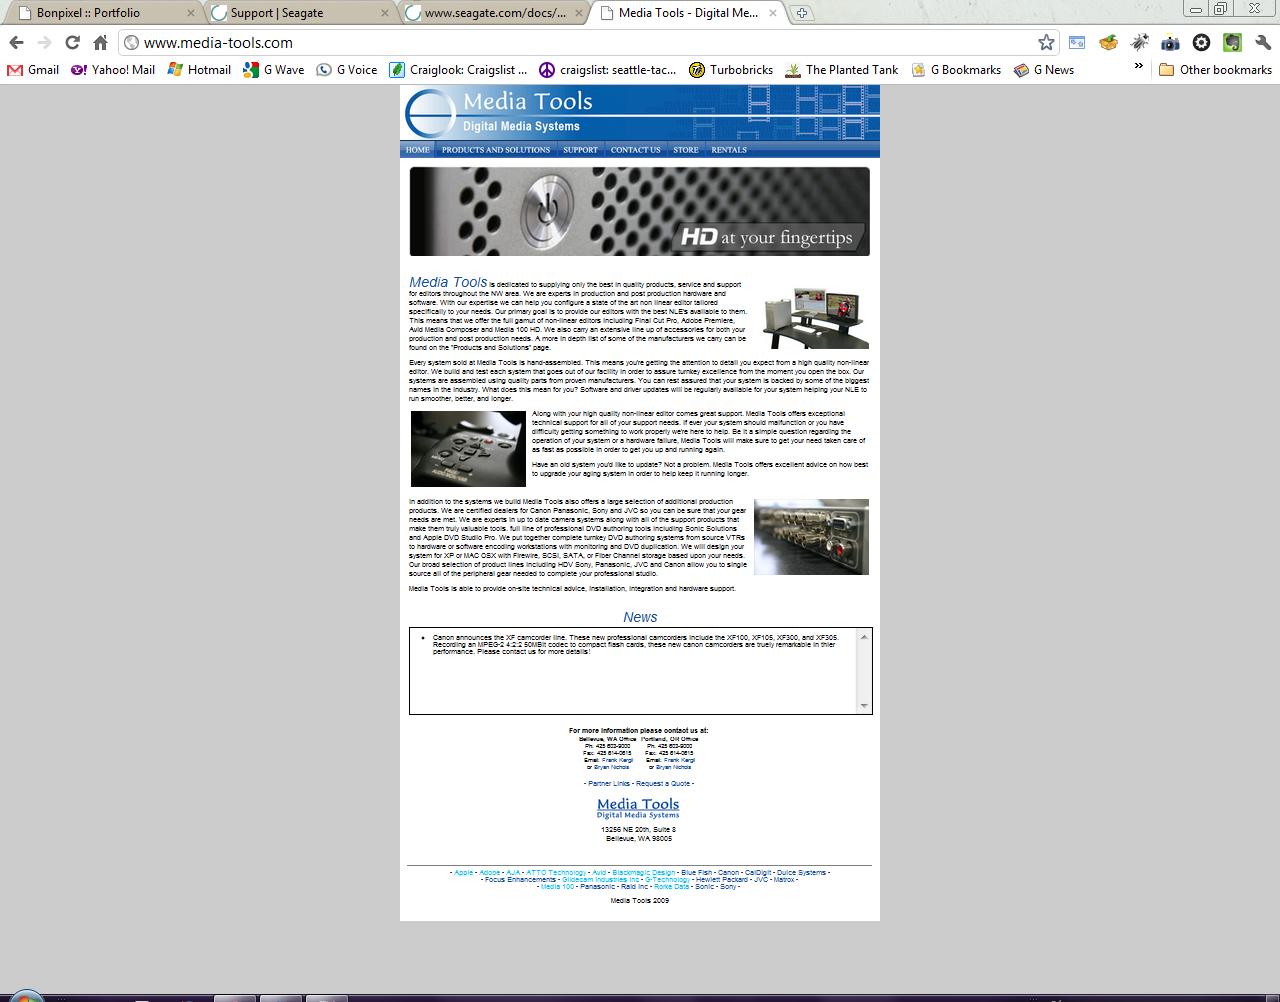 Bonpixel :: Portfolio
Support | Seagate
www.seagate.com/docs/...
Media Tools - Digital Me...
www.media-tools.com
Gmail
Yahoo! Mail
Hotmail
G Wave
G Voice
Craiglook: Craigslist ...
craigslist: seattle-tac...
Turbobricks
The Planted Tank
G Bookmarks
G News
»
Other bookmarks
Media Tools
Digital Media Systems
HOME
PRODUCTS AND SOLUTIONS
SUPPORT
CONTACT US
STORE
RENTALS
HD at your fingertips
Media Tools is dedicated to supplying only the best in quality products, service and support
for editors throughout the NW area. We are experts in production and post production hardware and
software. With our expertise we can help you configure a state of the art non linear editor tailored
specifically to your needs. Our primary goal is to provide our editors with the best NLE's available to them.
This means that we offer the full gamut of non-linear editors including Final Cut Pro, Adobe Premiere,
Avid Media Composer and Media 100 HD. We also carry an extensive line up of accessories for both your
production and post production needs. A more in depth list of some of the manufacturers we carry can be
found on the "Products and Solutions" page.
Every system sold at Media Tools is hand-assembled. This means you're getting the attention to detail you expect from a high quality non-linear
editor. We build and test each system that goes out of our facility in order to assure turnkey excellence from the moment you open the box. Our
systems are assembled using quality parts from proven manufacturers. You can rest assured that your system is backed by some of the biggest
names in the industry. What does this mean for you? Software and driver updates will be regularly available for your system helping your NLE to
run smoother, better, and longer.
Along with your high quality non-linear editor comes great support. Media Tools offers exceptional
technical support for all of your support needs. If ever your system should malfunction or you have
difficulty getting something to work properly we're here to help. Be it a simple question regarding the
operation of your system or a hardware failure, Media Tools will make sure to get your need taken care of
as fast as possible in order to get you up and running again.
Have an old system you'd like to update? Not a problem. Media Tools offers excellent advice on how best
to upgrade your aging system in order to help keep it running longer.
In addition to the systems we build Media Tools also offers a large selection of additional production
products. We are certified dealers for Canon Panasonic, Sony and JVC so you can be sure that your gear
needs are met. We are experts in up to date camera systems along with all of the support products that
make them truly valuable tools. full line of professional DVD authoring tools including Sonic Solutions
and Apple DVD Studio Pro. We put together complete turnkey DVD authoring systems from source VTRs
to hardware or software encoding workstations with monitoring and DVD duplication. We will design your
system for XP or MAC OSX with Firewire, SCSI, SATA, or Fiber Channel storage based upon your needs.
Our broad selection of product lines including HDV Sony, Panasonic, JVC and Canon allow you to single
source all of the peripheral gear needed to complete your professional studio.
Media Tools is able to provide on-site technical advice, installation, integration and hardware support.
News
• Canon announces the XF camcorder line. These new professional camcorders include the XF100, XF105, XF300, and XF305.
Recording an MPEG-2 4:2:2 50MBit codec to compact flash cards, these new canon camcorders are truely remarkable in thier
performance. Please contact us for more details!
For more information please contact us at:
Bellevue, WA Office Portland, OR Office
Ph. 425 603-9000 Ph. 425 603-9000
Fax. 425 614-0615 Fax. 425 614-0615
Email. Frank Kergil Email. Frank Kergil
or Bryan Nichols or Bryan Nichols
- Partner Links - Request a Quote -
Media Tools
Digital Media Systems
13256 NE 20th, Suite 8
Bellevue, WA 98005
- Apple - Adobe - AJA - ATTO Technology - Avid - Blackmagic Design - Blue Fish - Canon - CalDigit - Dulce Systems -
- Focus Enhancements - Glidecam Industries Inc - G-Technology - Hewlett Packard - JVC - Matrox -
- Media 100 - Panasonic - Raid Inc - Rorke Data - Sonic - Sony -
Media Tools 2009